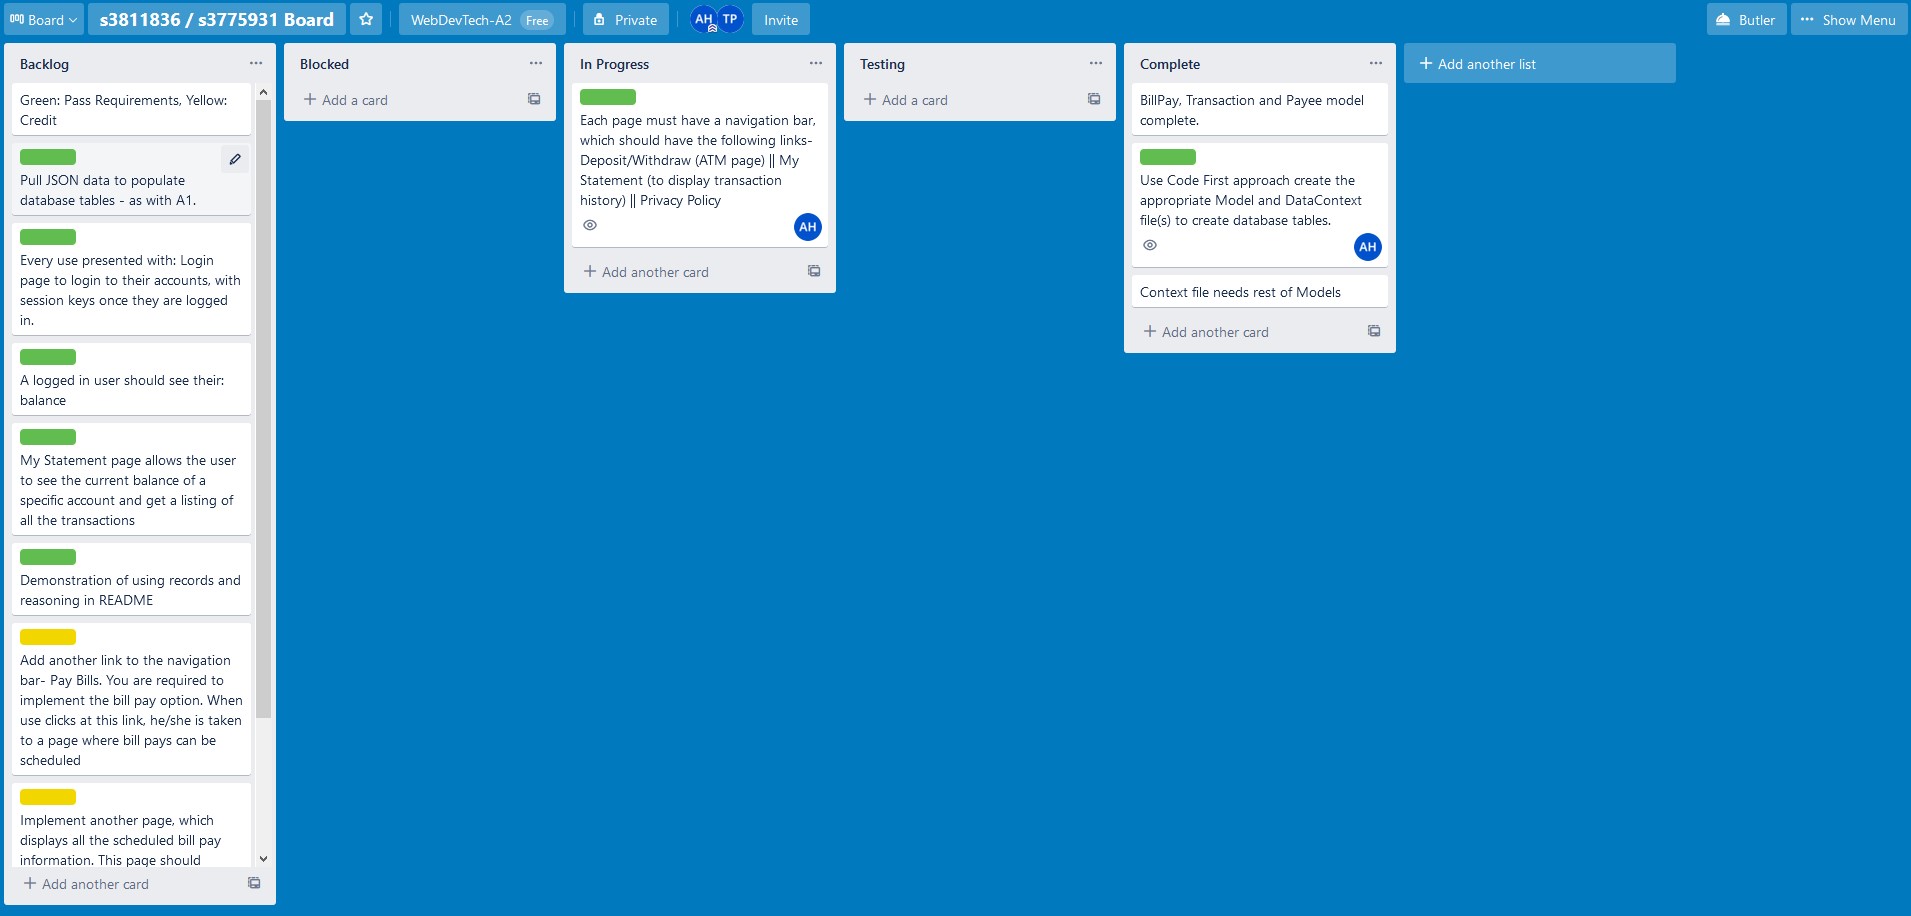 Board
s3811836 / s3775931 Board
WebDevTech-A2 Free
Private
AH TP
Invite
Butler
··· Show Menu
Backlog
Green: Pass Requirements, Yellow:
Credit
Pull JSON data to populate
database tables - as with A1.
Every use presented with: Login
page to login to their accounts, with
session keys once they are logged
in.
A logged in user should see their:
balance
My Statement page allows the user
to see the current balance of a
specific account and get a listing of
all the transactions
Demonstration of using records and
reasoning in README
Add another link to the navigation
bar- Pay Bills. You are required to
implement the bill pay option. When
use clicks at this link, he/she is taken
to a page where bill pays can be
scheduled
Implement another page, which
displays all the scheduled bill pay
information. This page should
+ Add another card
Blocked
+ Add a card
In Progress
Each page must have a navigation bar,
which should have the following links-
Deposit/Withdraw (ATM page) || My
Statement (to display transaction
history) || Privacy Policy
AH
+ Add another card
Testing
+ Add a card
Complete
BillPay, Transaction and Payee model
complete.
Use Code First approach create the
appropriate Model and DataContext
file(s) to create database tables.
AH
Context file needs rest of Models
+ Add another card
+ Add another list